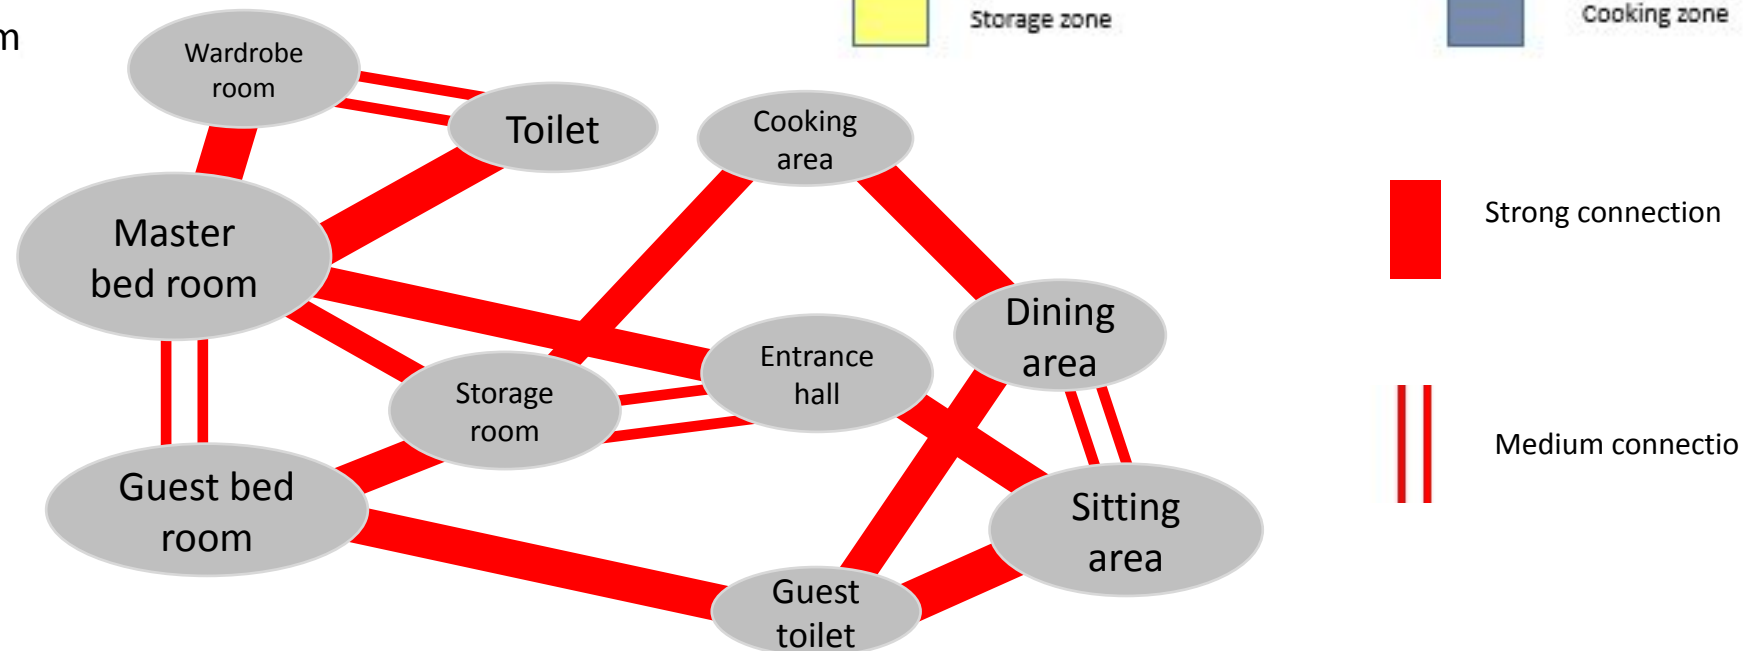 m
Storage zone
Cooking zone
Wardrobe
room
Toilet
Cooking
area
Strong connection
Master
bed room
Dining
area
Entrance
hall
Storage
room
Medium connectio
Guest bed
room
Sitting
area
Guest
toilet